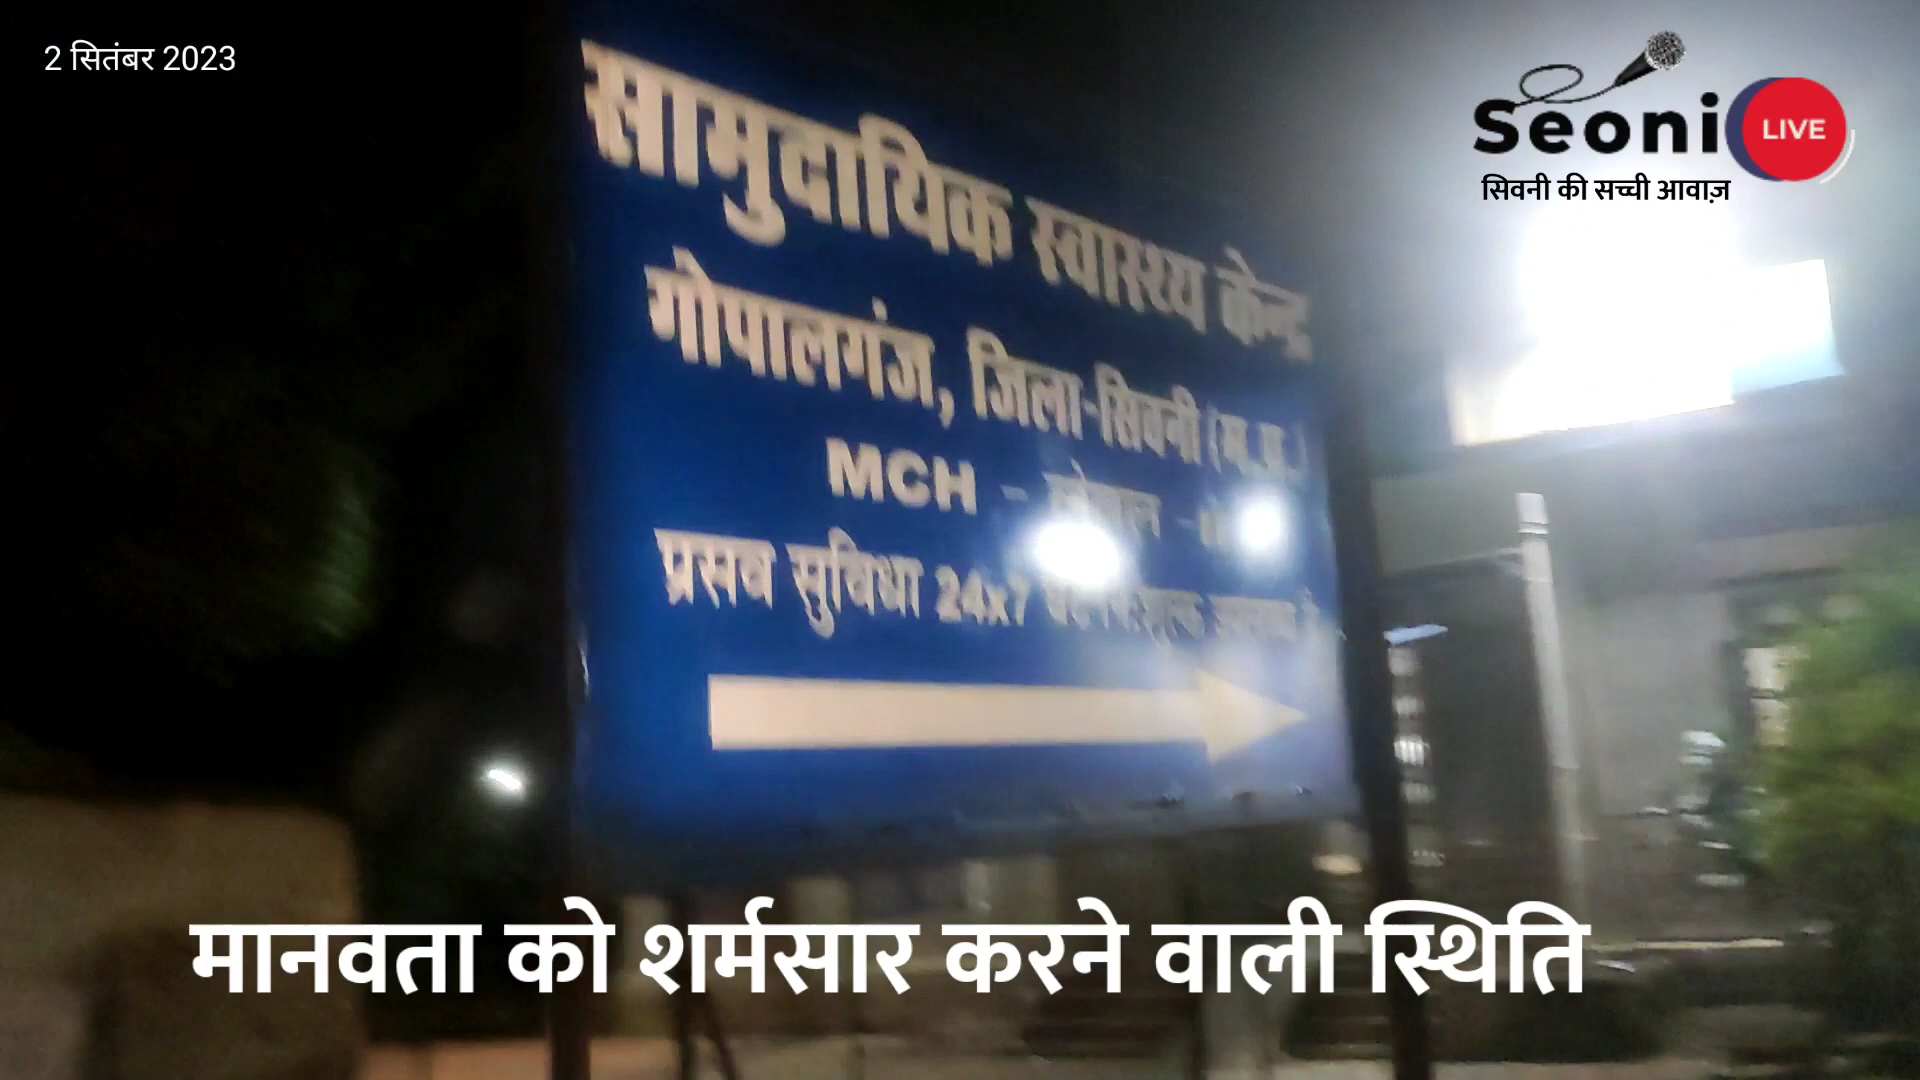 2 सितंबर 2023
Seoni LIVE
सिवनी की सच्ची आवाज़
सामुदायिक स्वास्थ्य केन्द्र
गोपालगंज, जिला-सिवनी (म.प्र.)
MCH -
प्रसव सुविधा 24x7
मानवता को शर्मसार करने वाली स्थिति